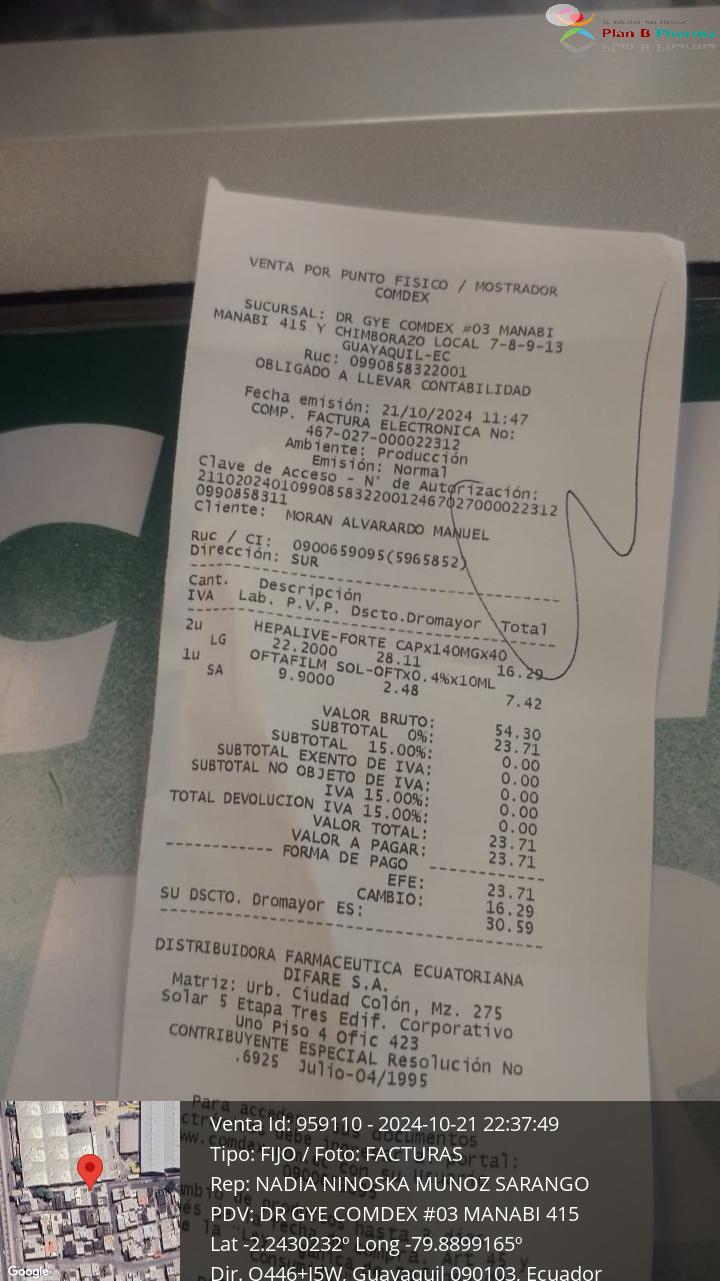 Su solución más efectiva
Plan B Pharma
VENTA POR PUNTO FISICO / MOSTRADOR
COMDEX
SUCURSAL: DR GYE COMDEX #03 MANABI
MANABI 415 Y CHIMBORAZO LOCAL 7-8-9-13
GUAYAQUIL-EC
Ruc: 0990858322001
OBLIGADO A LLEVAR CONTABILIDAD
Fecha emisión: 21/10/2024 11:47
COMP. FACTURA ELECTRONICA No:
467-027-000022312
Ambiente: Producción
Emisión: Normal
Clave de Acceso - N° de Autorización:
211020240109908583220012467027000022312
0990858311
Cliente: MORAN ALVARARDO MANUEL
Ruc / CI: 0900659095(5965852)
Dirección: SUR
Cant. Descripción
IVA Lab. P.V.P. Dscto.Dromayor Total
2u HEPALIVE-FORTE CAPx140MGx40
LG 22.2000 28.11 16.29
1u OFTAFILM SOL-OFTx0.4%x10ML
SA 9.9000 2.48 7.42
VALOR BRUTO: 54.30
SUBTOTAL 0%: 23.71
SUBTOTAL 15.00%: 0.00
SUBTOTAL EXENTO DE IVA: 0.00
SUBTOTAL NO OBJETO DE IVA: 0.00
IVA 15.00%: 0.00
TOTAL DEVOLUCION IVA 15.00%: 0.00
VALOR TOTAL: 23.71
VALOR A PAGAR: 23.71
------------ FORMA DE PAGO ------------
EFE: 23.71
CAMBIO: 16.29
SU DSCTO. Dromayor ES: 30.59
DISTRIBUIDORA FARMACEUTICA ECUATORIANA
DIFARE S.A.
Matriz: Urb. Ciudad Colón, Mz. 275
Solar 5 Etapa Tres Edif. Corporativo
Uno Piso 4 Ofic 423
CONTRIBUYENTE ESPECIAL Resolución No
.6925 Julio-04/1995
Venta Id: 959110 - 2024-10-21 22:37:49
Tipo: FIJO / Foto: FACTURAS
Rep: NADIA NINOSKA MUNOZ SARANGO
PDV: DR GYE COMDEX #03 MANABI 415
Lat -2.2430232º Long -79.8899165º
Dir. Q446+J5W, Guayaquil 090103, Ecuador
Google